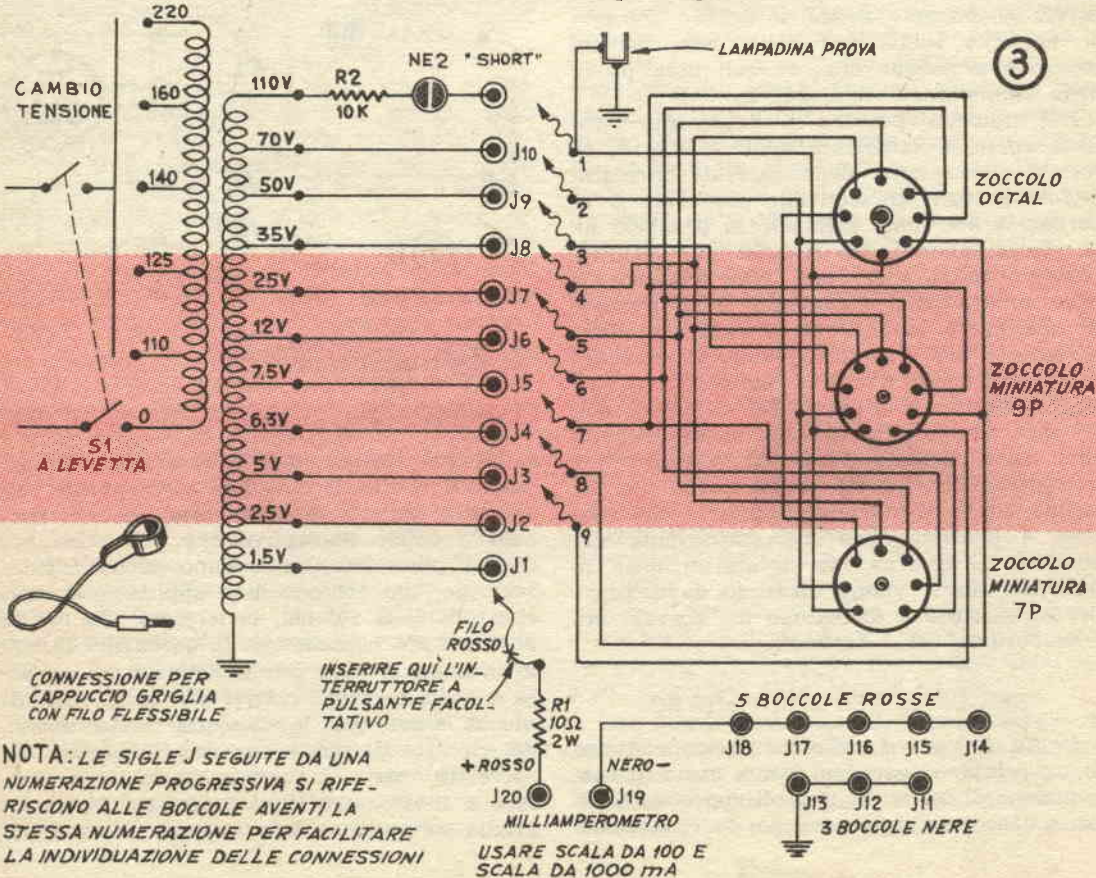 220
CAMBIO
TENSIONE
160
140
125
110
0
S1
A LEVETTA
110V
R2
10K
NE2
"SHORT"
70V
J10
50V
J9
35V
J8
25V
J7
12V
J6
7.5V
J5
6,3V
J4
5V
J3
2,5V
J2
1,5V
J1
1
2
3
4
5
6
7
8
9
LAMPADINA PROVA
3
ZOCCOLO
OCTAL
ZOCCOLO
MINIATURA
9P
ZOCCOLO
MINIATURA
7P
CONNESSIONE PER
CAPPUCCIO GRIGLIA
CON FILO FLESSIBILE
FILO
ROSSO
INSERIRE QUÌ L'IN_
TERRUTTORE A
PULSANTE FACOL_
TATIVO
R1
10Ω
2W
+ROSSO
J20
NERO-
J19
MILLIAMPEROMETRO
USARE SCALA DA 100 E
SCALA DA 1000 mA
5 BOCCOLE ROSSE
J18
J17
J16
J15
J14
J13
J12
J11
3 BOCCOLE NERE
NOTA: LE SIGLE J SEGUITE DA UNA
NUMERAZIONE PROGRESSIVA SI RIFE_
RISCONO ALLE BOCCOLE AVENTI LA
STESSA NUMERAZIONE PER FACILITARE
LA INDIVIDUAZIONE DELLE CONNESSIONI